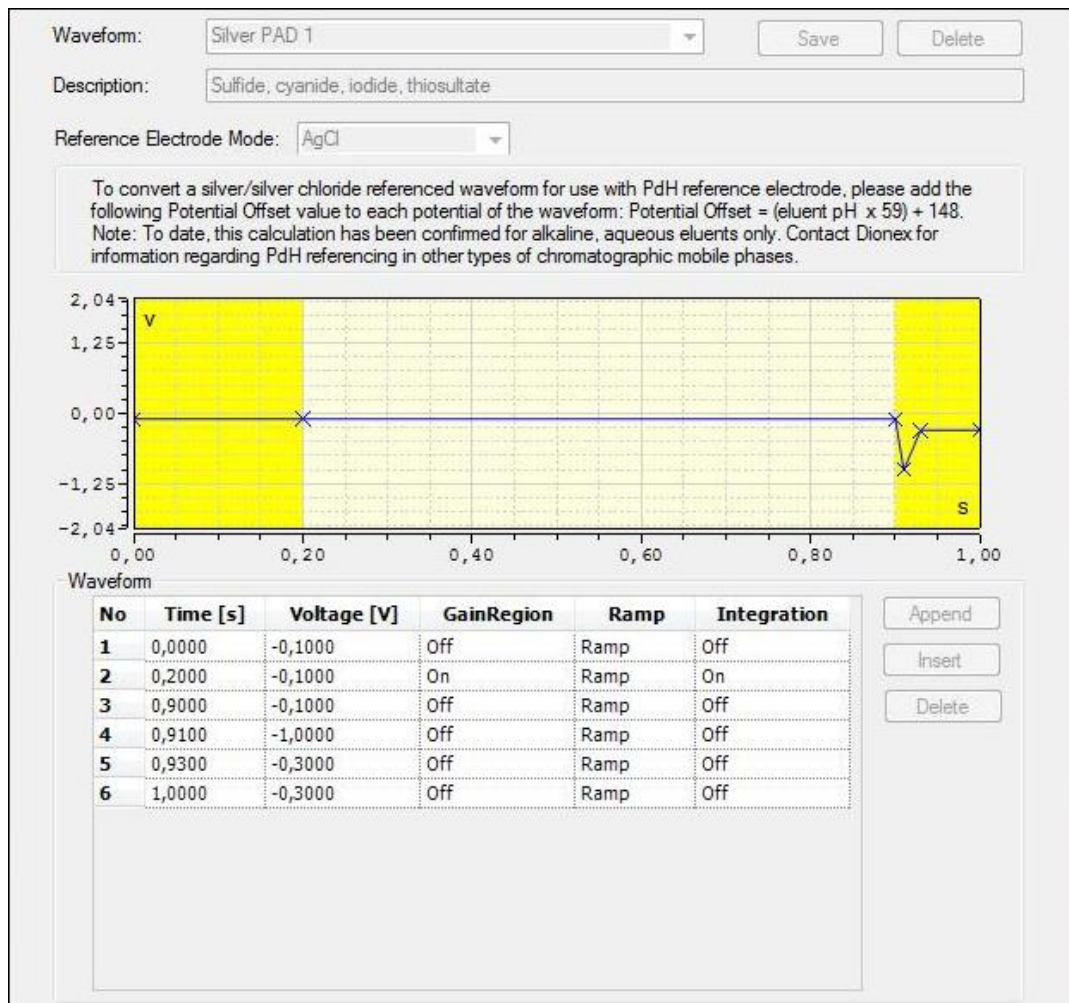 Waveform: Silver PAD 1 Save Delete
Description: Sulfide, cyanide, iodide, thiosultate
Reference Electrode Mode: AgCl
To convert a silver/silver chloride referenced waveform for use with PdH reference electrode, please add the
following Potential Offset value to each potential of the waveform: Potential Offset = (eluent pH x 59) + 148.
Note: To date, this calculation has been confirmed for alkaline, aqueous eluents only. Contact Dionex for
information regarding PdH referencing in other types of chromatographic mobile phases.
2,04
V
1,25
0,00
-1,25
S
-2,04
0,00 0,20 0,40 0,60 0,80 1,00
Waveform
No Time [s] Voltage [V] GainRegion Ramp Integration Append
1 0,0000 -0,1000 Off Ramp Off
Insert
2 0,2000 -0,1000 On Ramp On
3 0,9000 -0,1000 Off Ramp Off Delete
4 0,9100 -1,0000 Off Ramp Off
5 0,9300 -0,3000 Off Ramp Off
6 1,0000 -0,3000 Off Ramp Off